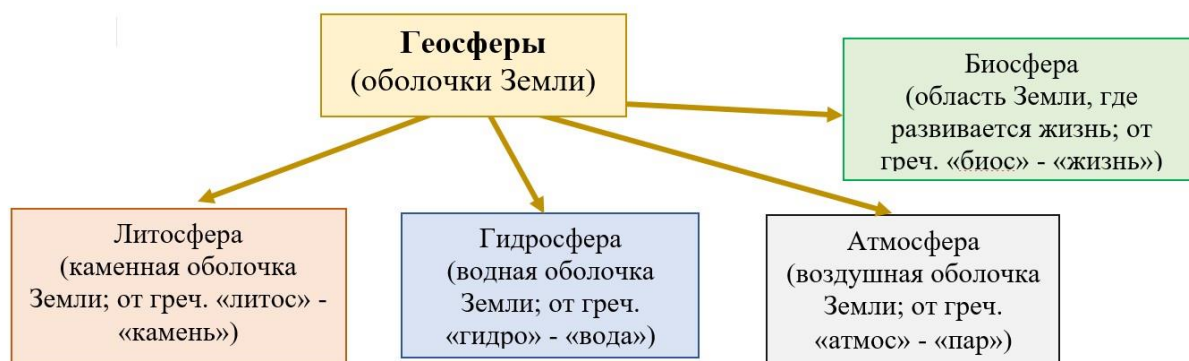 Геосферы
(оболочки Земли)
Биосфера
(область Земли, где
развивается жизнь; от
греч. «биос» - «жизнь»)
Литосфера
(каменная оболочка
Земли; от греч. «литос» -
«камень»)
Гидросфера
(водная оболочка
Земли; от греч.
«гидро» - «вода»)
Атмосфера
(воздушная оболочка
Земли; от греч.
«атмос» - «пар»)